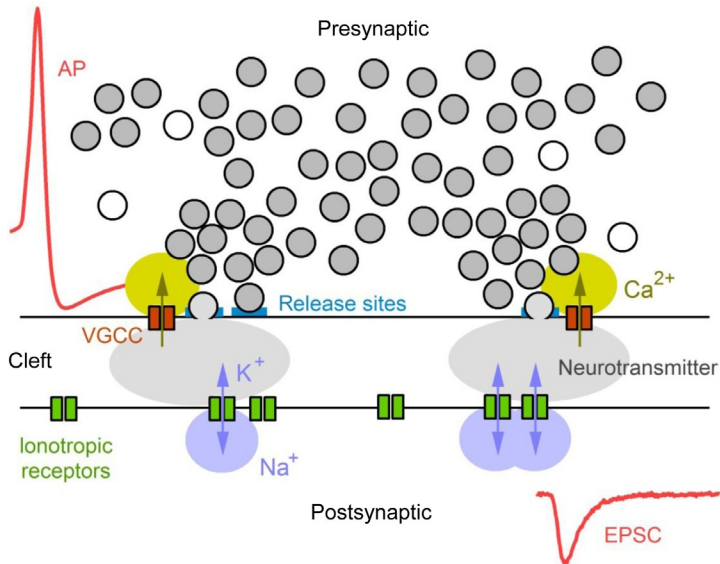 Presynaptic
AP
Ca2+
Release sites
VGCC
Cleft
K+
Neurotransmitter
Ionotropic
receptors
Na+
Postsynaptic
EPSC